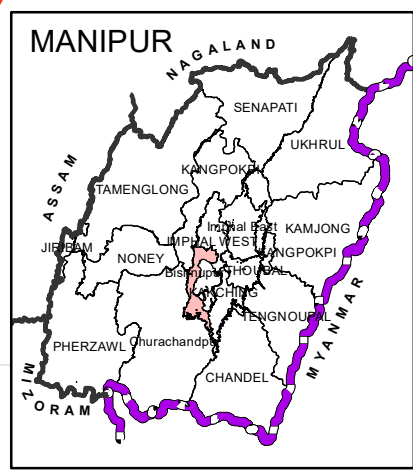 MANIPUR
NAGALAND
SENAPATI
UKHRUL
ASSAM
KANGPOKPI
TAMENGLONG
Imphal East
KAMJONG
IMPHAL WEST
JIRIBAM
KANGPOKPI
NONEY
Bishnupur
THOUBAL
KAKCHING
TENGNOUPAL
MYANMAR
PHERZAWL
Churachandpur
CHANDEL
MIZORAM